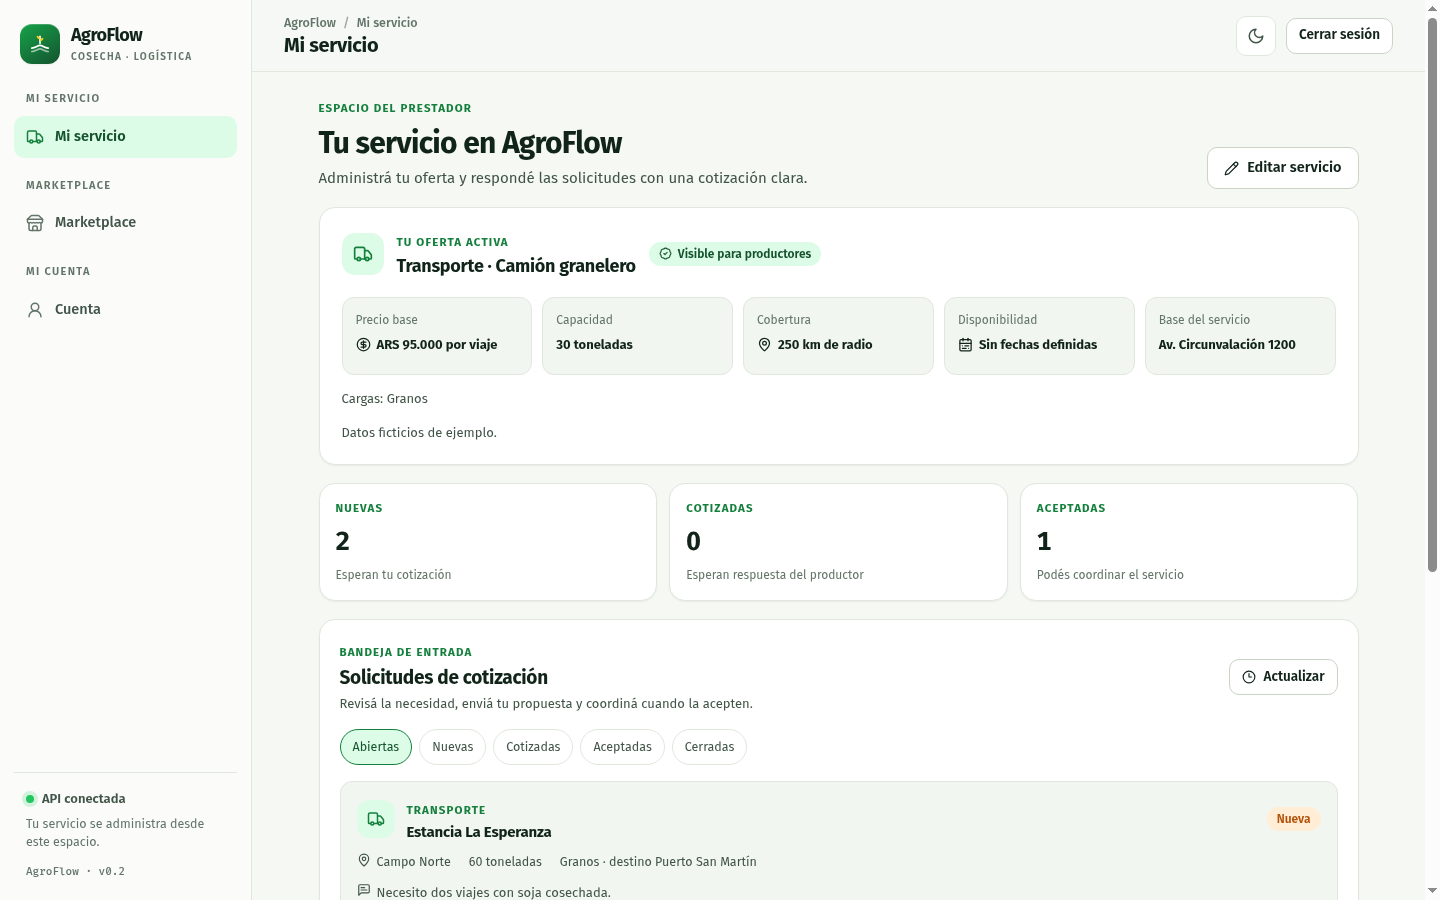 AgroFlow
COSECHA · LOGÍSTICA
MI SERVICIO
Mi servicio
MARKETPLACE
Marketplace
MI CUENTA
Cuenta
API conectada
Tu servicio se administra desde
este espacio.
AgroFlow · v0.2
AgroFlow / Mi servicio
Mi servicio
Cerrar sesión
ESPACIO DEL PRESTADOR
Tu servicio en AgroFlow
Administrá tu oferta y respondé las solicitudes con una cotización clara.
Editar servicio
TU OFERTA ACTIVA
Transporte · Camión granelero
Visible para productores
Precio base
ARS 95.000 por viaje
Capacidad
30 toneladas
Cobertura
250 km de radio
Disponibilidad
Sin fechas definidas
Base del servicio
Av. Circunvalación 1200
Cargas: Granos
Datos ficticios de ejemplo.
NUEVAS
2
Esperan tu cotización
COTIZADAS
0
Esperan respuesta del productor
ACEPTADAS
1
Podés coordinar el servicio
BANDEJA DE ENTRADA
Solicitudes de cotización
Revisá la necesidad, enviá tu propuesta y coordiná cuando la acepten.
Actualizar
Abiertas Nuevas Cotizadas Aceptadas Cerradas
TRANSPORTE
Estancia La Esperanza
Nueva
Campo Norte 60 toneladas Granos · destino Puerto San Martín
Necesito dos viajes con soja cosechada.